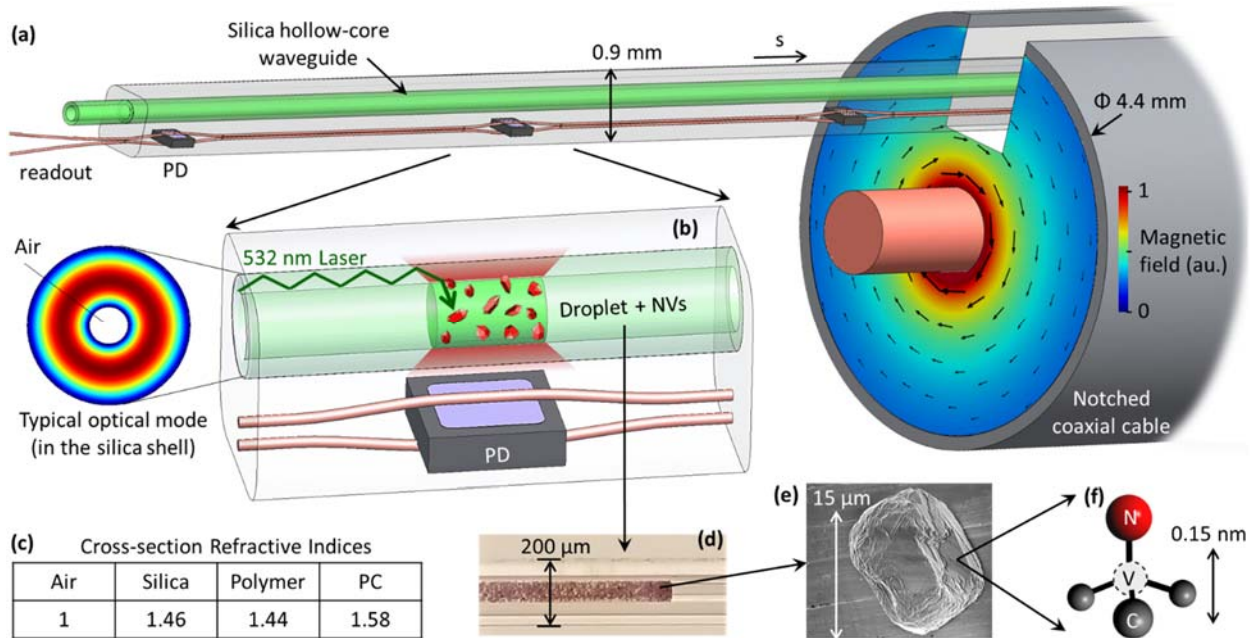 (a)
Silica hollow-core
waveguide
0.9 mm
s
Φ 4.4 mm
readout
PD
1
Magnetic
field (au.)
0
Notched
coaxial cable
(b)
Air
532 nm Laser
Droplet + NVs
Typical optical mode
(in the silica shell)
PD
(c)
Cross-section Refractive Indices
Air Silica Polymer PC
1 1.46 1.44 1.58
200 μm
(d)
(e)
15 μm
(f)
N
V
C
0.15 nm